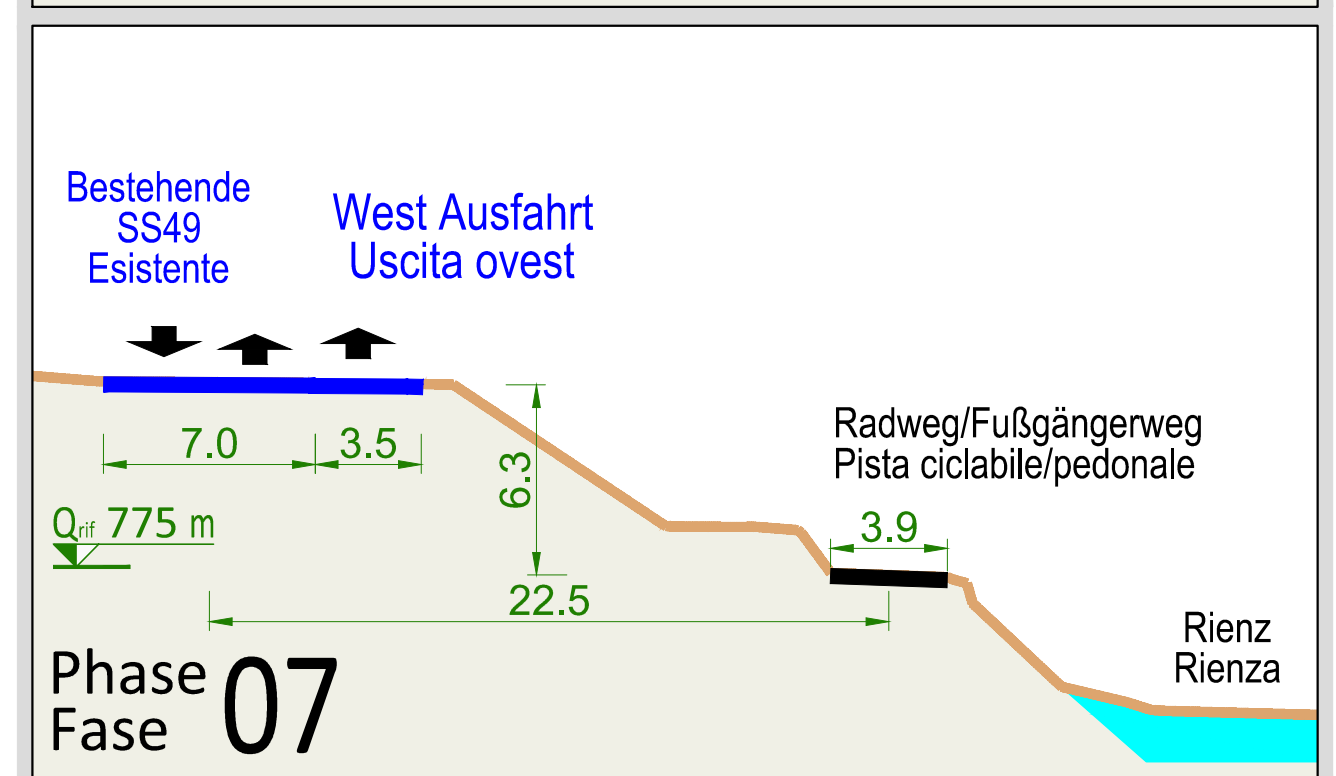 Bestehende
SS49
Esistente
West Ausfahrt
Uscita ovest
7.0
3.5
6.3
Radweg/Fußgängerweg
Pista ciclabile/pedonale
3.9
Qrif 775 m
22.5
Rienz
Rienza
Phase
Fase
07